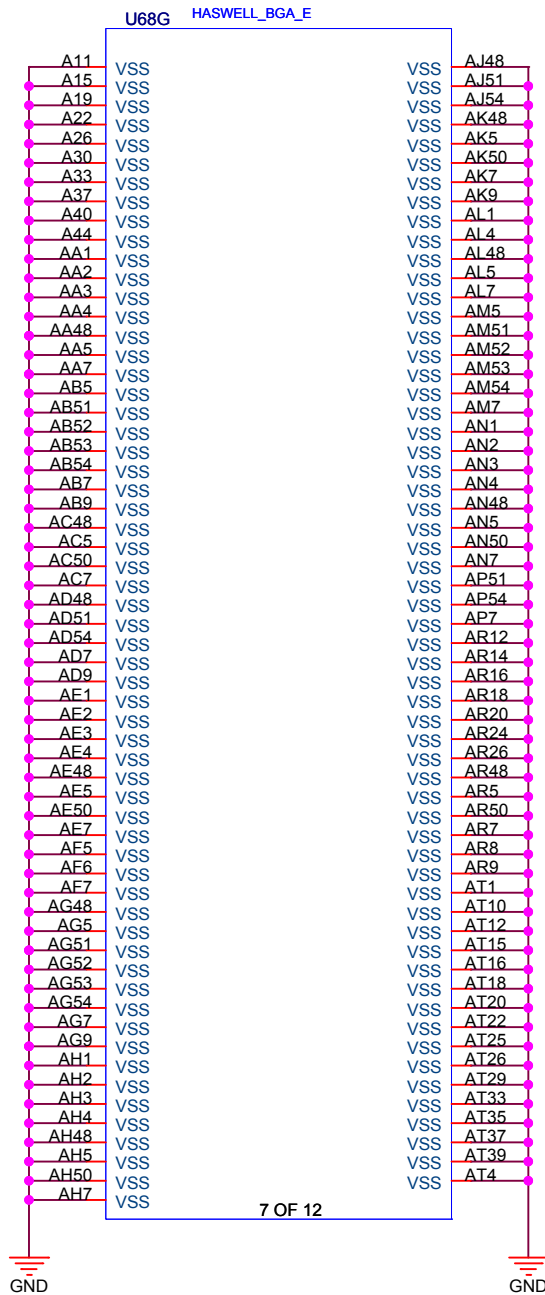 U68G HASWELL_BGA_E
A11 VSS VSS AJ48
A15 VSS VSS AJ51
A19 VSS VSS AJ54
A22 VSS VSS AK48
A26 VSS VSS AK5
A30 VSS VSS AK50
A33 VSS VSS AK7
A37 VSS VSS AK9
A40 VSS VSS AL1
A44 VSS VSS AL4
AA1 VSS VSS AL48
AA2 VSS VSS AL5
AA3 VSS VSS AL7
AA4 VSS VSS AM5
AA48 VSS VSS AM51
AA5 VSS VSS AM52
AA7 VSS VSS AM53
AB5 VSS VSS AM54
AB51 VSS VSS AM7
AB52 VSS VSS AN1
AB53 VSS VSS AN2
AB54 VSS VSS AN3
AB7 VSS VSS AN4
AB9 VSS VSS AN48
AC48 VSS VSS AN5
AC5 VSS VSS AN50
AC50 VSS VSS AN7
AC7 VSS VSS AP51
AD48 VSS VSS AP54
AD51 VSS VSS AP7
AD54 VSS VSS AR12
AD7 VSS VSS AR14
AD9 VSS VSS AR16
AE1 VSS VSS AR18
AE2 VSS VSS AR20
AE3 VSS VSS AR24
AE4 VSS VSS AR26
AE48 VSS VSS AR48
AE5 VSS VSS AR5
AE50 VSS VSS AR50
AE7 VSS VSS AR7
AF5 VSS VSS AR8
AF6 VSS VSS AR9
AF7 VSS VSS AT1
AG48 VSS VSS AT10
AG5 VSS VSS AT12
AG51 VSS VSS AT15
AG52 VSS VSS AT16
AG53 VSS VSS AT18
AG54 VSS VSS AT20
AG7 VSS VSS AT22
AG9 VSS VSS AT25
AH1 VSS VSS AT26
AH2 VSS VSS AT29
AH3 VSS VSS AT33
AH4 VSS VSS AT35
AH48 VSS VSS AT37
AH5 VSS VSS AT39
AH50 VSS VSS AT4
AH7 VSS
7 OF 12
GND GND